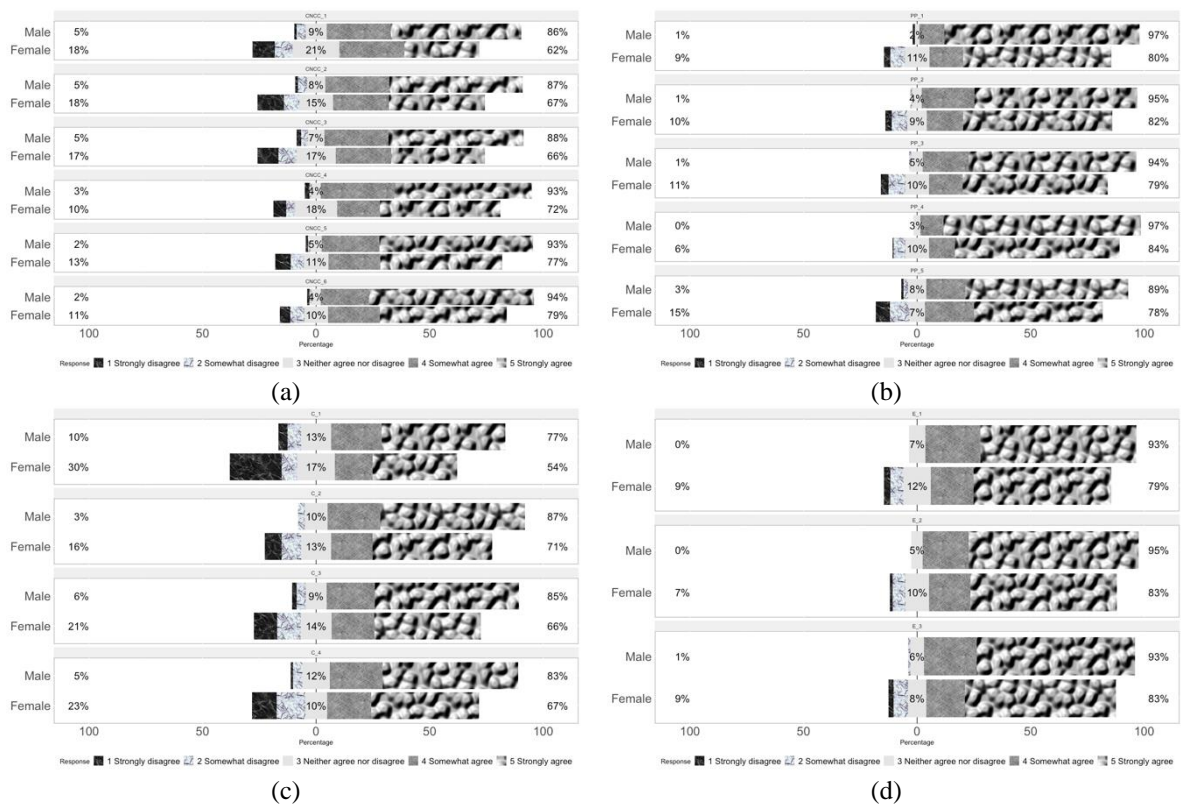 CNCC_1
Male 5% 9% 86%
Female 18% 21% 62%
CNCC_2
Male 5% 8% 87%
Female 18% 15% 67%
CNCC_3
Male 5% 7% 88%
Female 17% 17% 66%
CNCC_4
Male 3% 4% 93%
Female 10% 18% 72%
CNCC_5
Male 2% 5% 93%
Female 13% 11% 77%
CNCC_6
Male 2% 4% 94%
Female 11% 10% 79%
100 50 0 50 100
Percentage
Response 1 Strongly disagree 2 Somewhat disagree 3 Neither agree nor disagree 4 Somewhat agree 5 Strongly agree
(a)
PP_1
Male 1% 2% 97%
Female 9% 11% 80%
PP_2
Male 1% 4% 95%
Female 10% 9% 82%
PP_3
Male 1% 5% 94%
Female 11% 10% 79%
PP_4
Male 0% 3% 97%
Female 6% 10% 84%
PP_5
Male 3% 8% 89%
Female 15% 7% 78%
100 50 0 50 100
Percentage
Response 1 Strongly disagree 2 Somewhat disagree 3 Neither agree nor disagree 4 Somewhat agree 5 Strongly agree
(b)
C_1
Male 10% 13% 77%
Female 30% 17% 54%
C_2
Male 3% 10% 87%
Female 16% 13% 71%
C_3
Male 6% 9% 85%
Female 21% 14% 66%
C_4
Male 5% 12% 83%
Female 23% 10% 67%
100 50 0 50 100
Percentage
Response 1 Strongly disagree 2 Somewhat disagree 3 Neither agree nor disagree 4 Somewhat agree 5 Strongly agree
(c)
E_1
Male 0% 7% 93%
Female 9% 12% 79%
E_2
Male 0% 5% 95%
Female 7% 10% 83%
E_3
Male 1% 6% 93%
Female 9% 8% 83%
100 50 0 50 100
Percentage
Response 1 Strongly disagree 2 Somewhat disagree 3 Neither agree nor disagree 4 Somewhat agree 5 Strongly agree
(d)